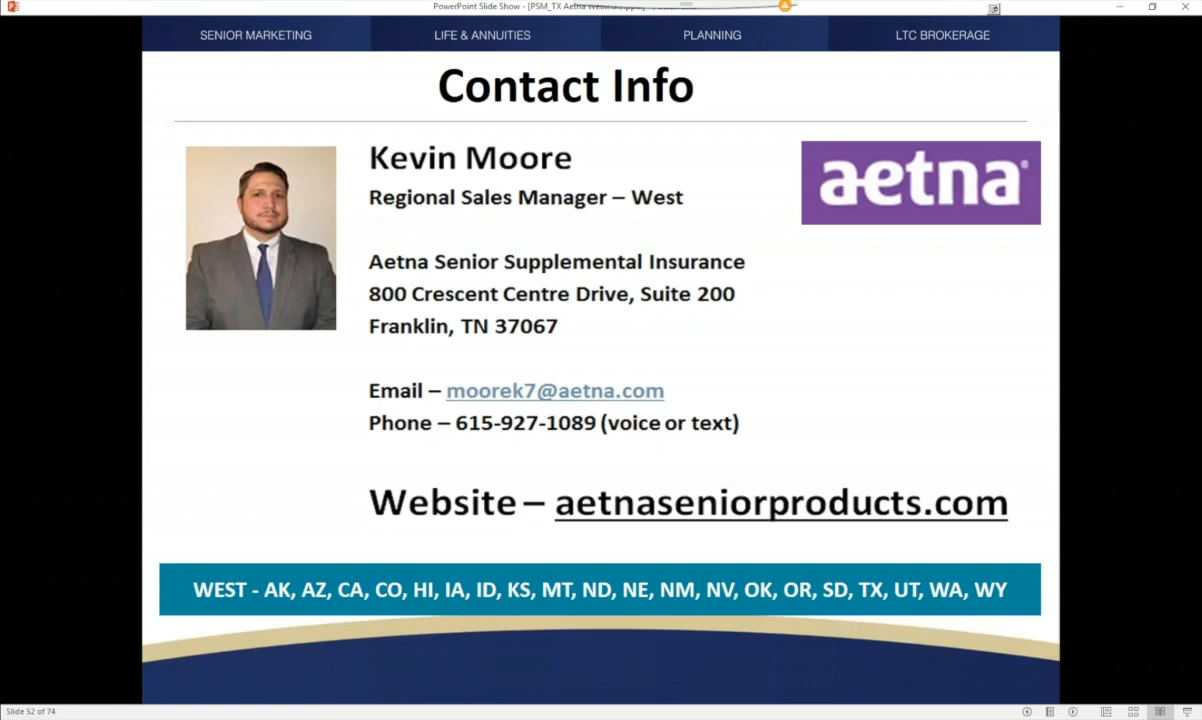 PowerPoint Slide Show - [PSM_TX Aetna
SENIOR MARKETING
LIFE & ANNUITIES
PLANNING
LTC BROKERAGE
Contact Info
Kevin Moore
Regional Sales Manager – West
aetna
Aetna Senior Supplemental Insurance
800 Crescent Centre Drive, Suite 200
Franklin, TN 37067
Email – moorek7@aetna.com
Phone – 615-927-1089 (voice or text)
Website – aetnaseniorproducts.com
WEST - AK, AZ, CA, CO, HI, IA, ID, KS, MT, ND, NE, NM, NV, OK, OR, SD, TX, UT, WA, WY
Slide 52 of 74